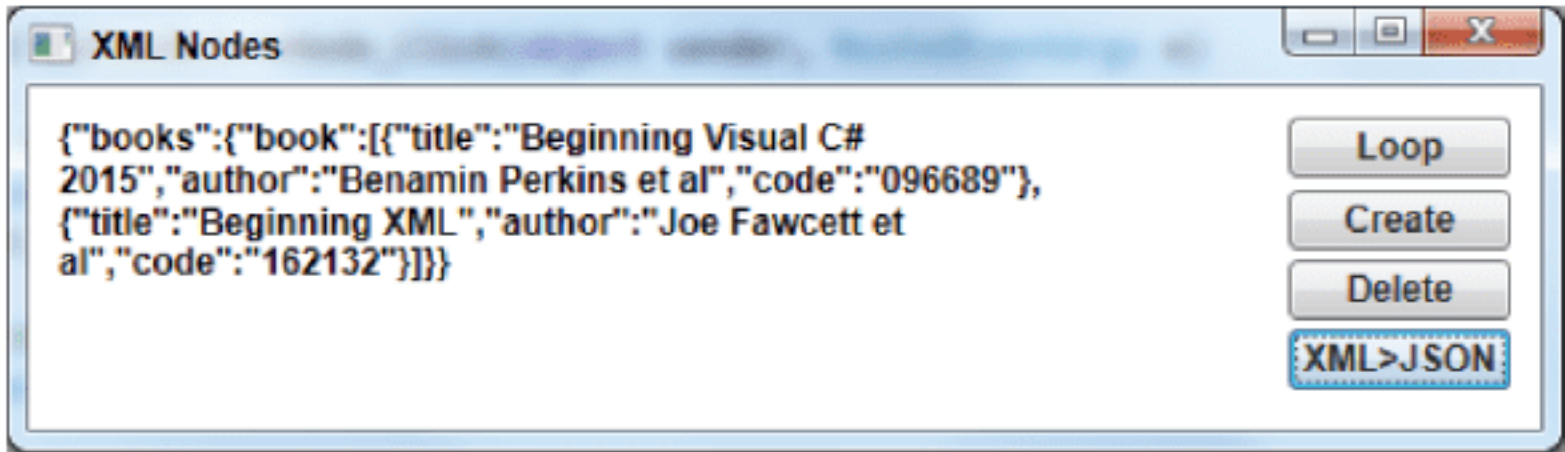 XML Nodes
{"books":{"book":[{"title":"Beginning Visual C#
2015","author":"Benamin Perkins et al","code":"096689"},
{"title":"Beginning XML","author":"Joe Fawcett et
al","code":"162132"}]}}
Loop
Create
Delete
XML>JSON